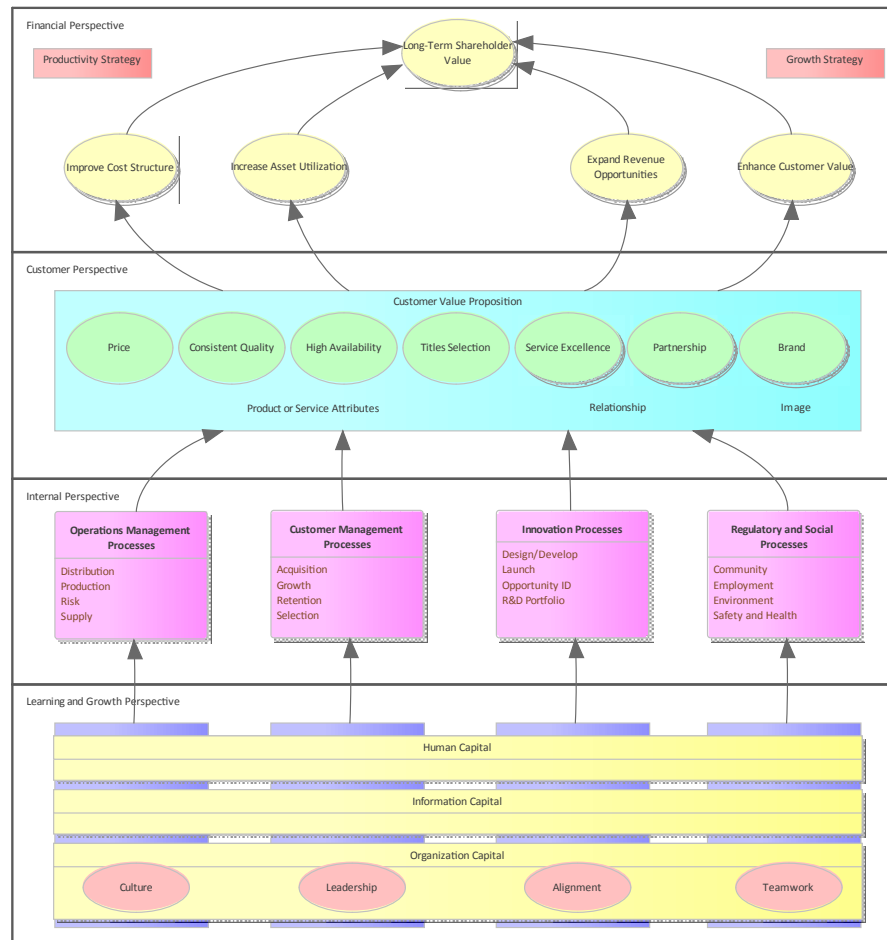 Financial Perspective
Productivity Strategy
Long-Term Shareholder
Value
Growth Strategy
Improve Cost Structure
Increase Asset Utilization
Expand Revenue
Opportunities
Enhance Customer Value
Customer Perspective
Customer Value Proposition
Price
Consistent Quality
High Availability
Titles Selection
Service Excellence
Partnership
Brand
Product or Service Attributes
Relationship
Image
Internal Perspective
Operations Management
Processes
Distribution
Production
Risk
Supply
Customer Management
Processes
Acquisition
Growth
Retention
Selection
Innovation Processes
Design/Develop
Launch
Opportunity ID
R&D Portfolio
Regulatory and Social
Processes
Community
Employment
Environment
Safety and Health
Learning and Growth Perspective
Human Capital
Information Capital
Organization Capital
Culture
Leadership
Alignment
Teamwork